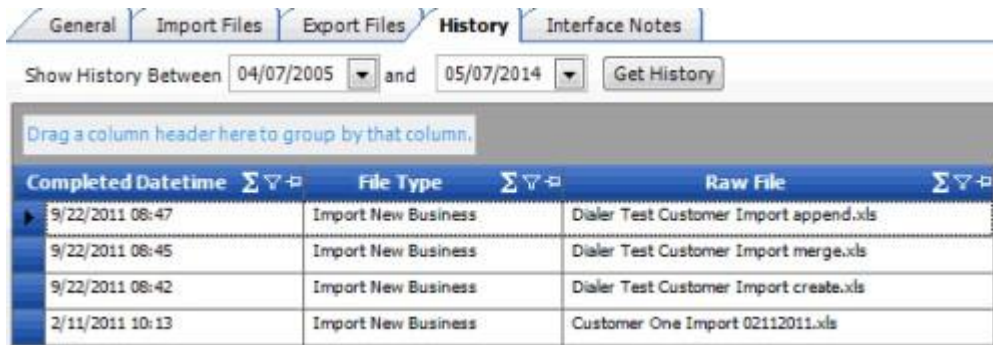 General Import Files Export Files History Interface Notes
Show History Between 04/07/2005 and 05/07/2014 Get History
Drag a column header here to group by that column.
Completed Datetime Σ File Type Σ Raw File Σ
9/22/2011 08:47 Import New Business Dialer Test Customer Import append.xls
9/22/2011 08:45 Import New Business Dialer Test Customer Import merge.xls
9/22/2011 08:42 Import New Business Dialer Test Customer Import create.xls
2/11/2011 10:13 Import New Business Customer One Import 02112011.xls